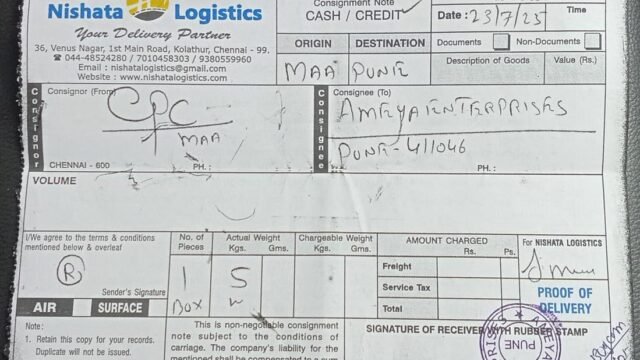 Nishata Logistics
Your Delivery Partner
36, Venus Nagar, 1st Main Road, Kolathur, Chennai - 99.
044-48524280 / 7010458303 / 9380559960
Email : nishatalogistics@gmail.com
Website : www.nishatalogistics.com
Consignment Note
CASH / CREDIT
Date : 23/7/25
Time
ORIGIN DESTINATION
Documents Non-Documents
MAA PUNE
Description of Goods Value (Rs.)
Consignor
Consignor (From)
CPC
MAA
CHENNAI - 600 PH. :
Consignee
Consignee (To)
AMEYA ENTERPRISES
PUNE - 411046
PH. :
VOLUME
I/We agree to the terms & conditions
mentioned below & overleaf
R
Sender's Signature
AIR SURFACE
No. of Pieces
1
Box
Actual Weight
Kgs. Gms.
5
Chargeable Weight
Kgs. Gms.
AMOUNT CHARGED
Rs. Ps.
Freight
Service Tax
Total
For NISHATA LOGISTICS
PROOF OF
DELIVERY
Note :
1. Retain this copy for your records.
Duplicate will not be issued.
This is non-negotiable consignment
note subject to the conditions of
carriage. The company's liability for
the mentioned shall be
SIGNATURE OF RECEIVER WITH RUBBER STAMP
PUNE